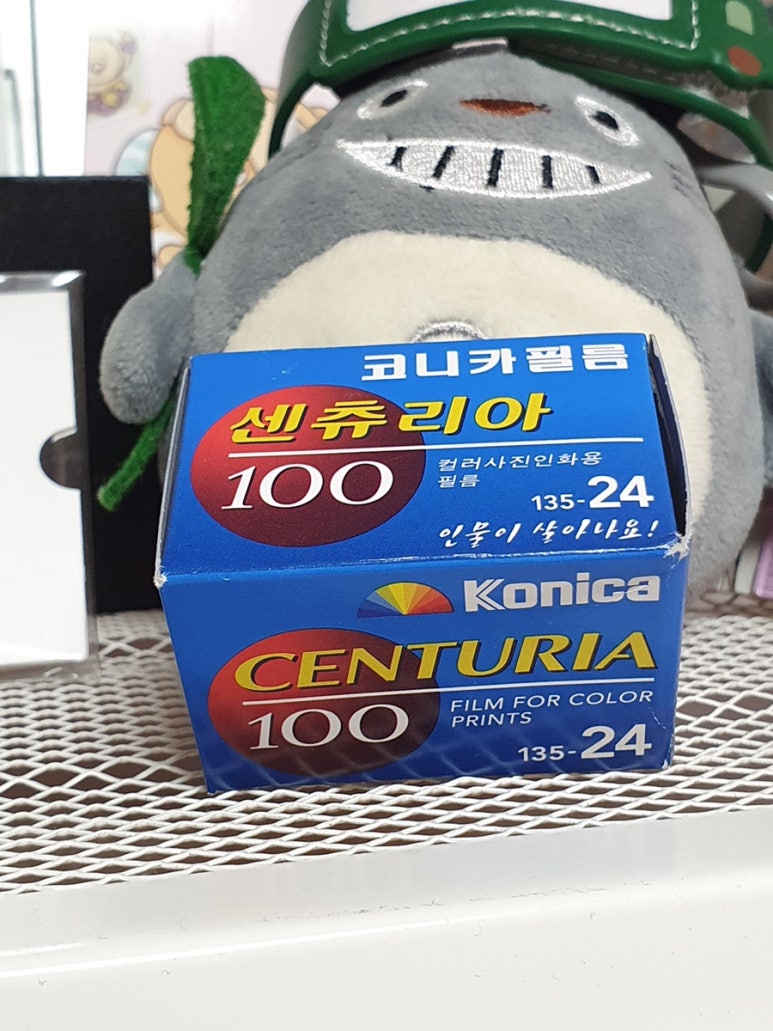 코니카필름
센츄리아
100
컬러사진인화용
필름
135-24
인물이 살아나요!
Konica
CENTURIA
100
FILM FOR COLOR
PRINTS
135-24